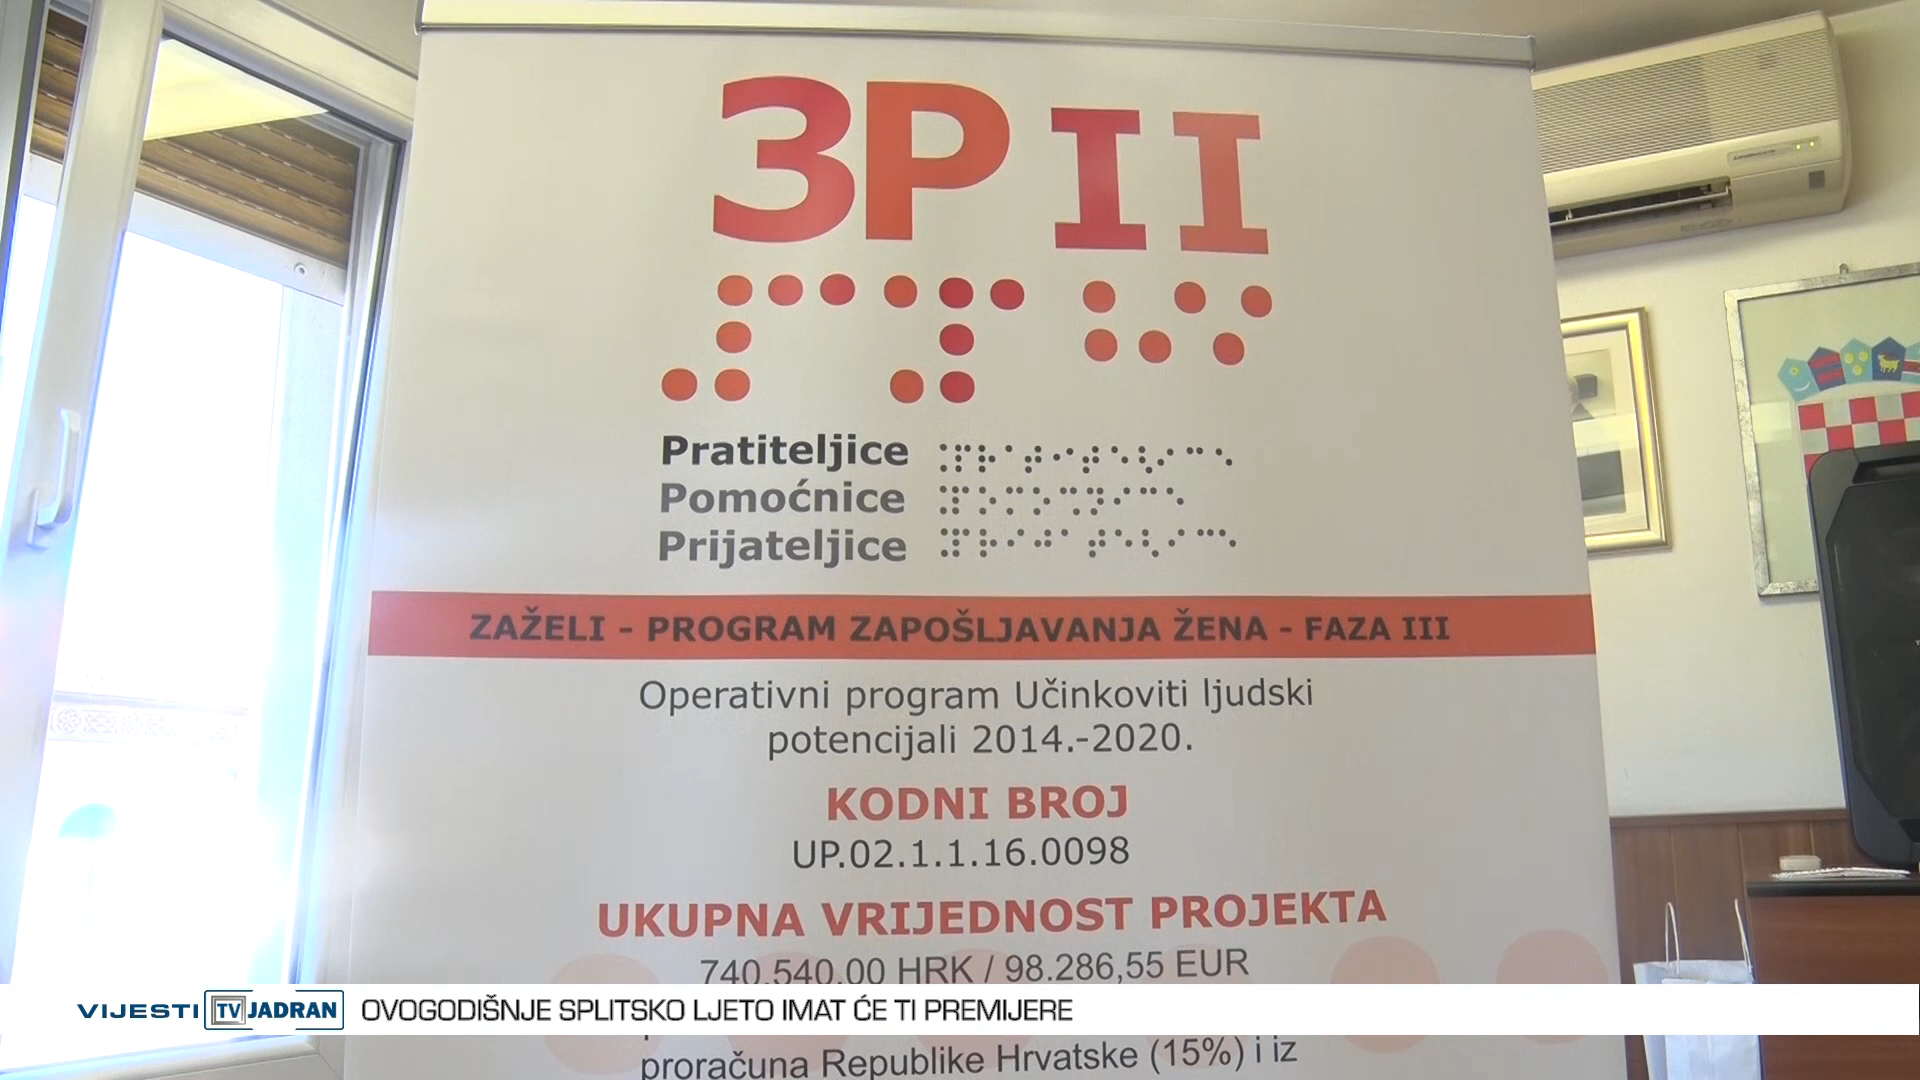 3P II
⠼⠉⠏ ⠊⠊
Pratiteljice
Pomoćnice
Prijateljice
ZAŽELI - PROGRAM ZAPOŠLJAVANJA ŽENA - FAZA III
Operativni program Učinkoviti ljudski
potencijali 2014.-2020.
KODNI BROJ
UP.02.1.1.16.0098
UKUPNA VRIJEDNOST PROJEKTA
740.540,00 HRK / 98.286,55 EUR
VIJESTI TV JADRAN OVOGODIŠNJE SPLITSKO LJETO IMAT ĆE TI PREMIJERE
proračuna Republike Hrvatske (15%) i iz